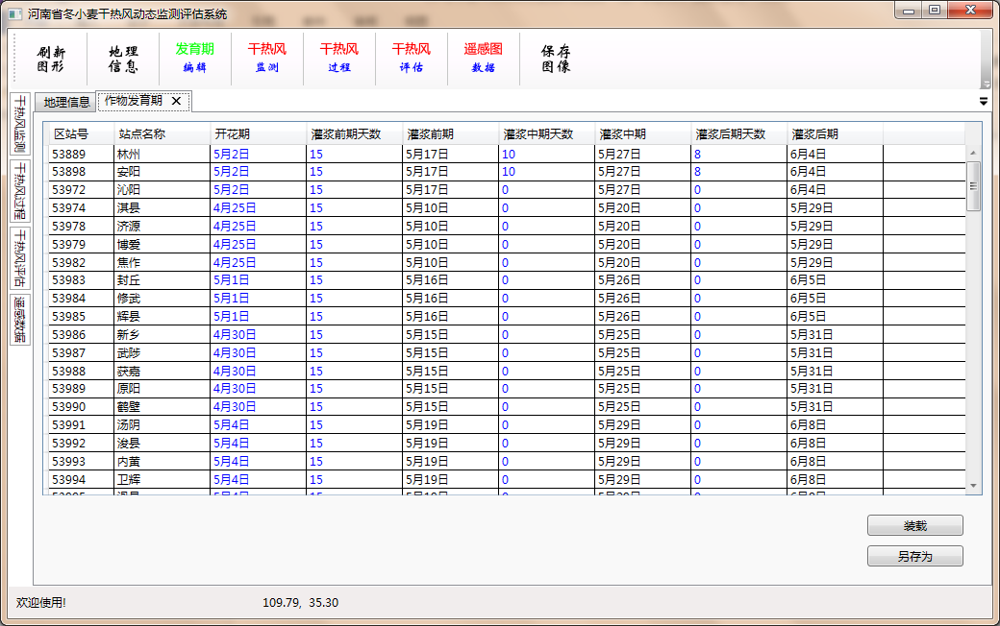 河南省冬小麦干热风动态监测评估系统
刷新 地理 发育期 干热风 干热风 干热风 遥感图 保存
图形 信息 编辑 监测 过程 评估 数据 图像
干热风监测
干热风过程
干热风评估
遥感数据
地理信息 作物发育期
区站号 站点名称 开花期 灌浆前期天数 灌浆前期 灌浆中期天数 灌浆中期 灌浆后期天数 灌浆后期
53889 林州 5月2日 15 5月17日 10 5月27日 8 6月4日
53898 安阳 5月2日 15 5月17日 10 5月27日 8 6月4日
53972 沁阳 5月2日 15 5月17日 0 5月27日 0 6月4日
53974 淇县 4月25日 15 5月10日 0 5月20日 0 5月29日
53978 济源 4月25日 15 5月10日 0 5月20日 0 5月29日
53979 博爱 4月25日 15 5月10日 0 5月20日 0 5月29日
53982 焦作 4月25日 15 5月10日 0 5月20日 0 5月29日
53983 封丘 5月1日 15 5月16日 0 5月26日 0 6月5日
53984 修武 5月1日 15 5月16日 0 5月26日 0 6月5日
53985 辉县 5月1日 15 5月16日 0 5月26日 0 6月5日
53986 新乡 4月30日 15 5月15日 0 5月25日 0 5月31日
53987 武陟 4月30日 15 5月15日 0 5月25日 0 5月31日
53988 获嘉 4月30日 15 5月15日 0 5月25日 0 5月31日
53989 原阳 4月30日 15 5月15日 0 5月25日 0 5月31日
53990 鹤壁 4月30日 15 5月15日 0 5月25日 0 5月31日
53991 汤阴 5月4日 15 5月19日 0 5月29日 0 6月8日
53992 浚县 5月4日 15 5月19日 0 5月29日 0 6月8日
53993 内黄 5月4日 15 5月19日 0 5月29日 0 6月8日
53994 卫辉 5月4日 15 5月19日 0 5月29日 0 6月8日
装载
另存为
欢迎使用! 109.79, 35.30